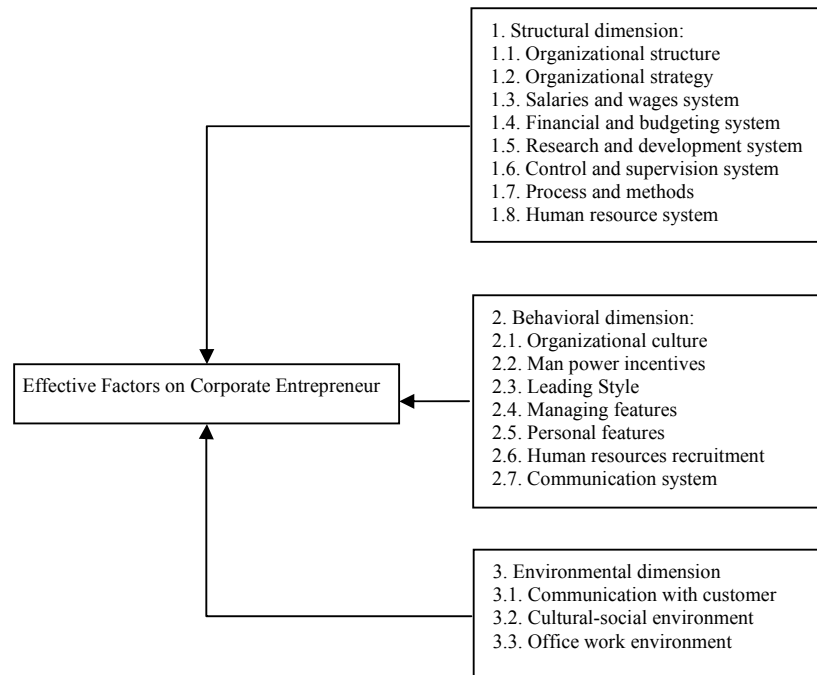 1. Structural dimension:
1.1. Organizational structure
1.2. Organizational strategy
1.3. Salaries and wages system
1.4. Financial and budgeting system
1.5. Research and development system
1.6. Control and supervision system
1.7. Process and methods
1.8. Human resource system
2. Behavioral dimension:
2.1. Organizational culture
2.2. Man power incentives
2.3. Leading Style
2.4. Managing features
2.5. Personal features
2.6. Human resources recruitment
2.7. Communication system
Effective Factors on Corporate Entrepreneur
3. Environmental dimension
3.1. Communication with customer
3.2. Cultural-social environment
3.3. Office work environment